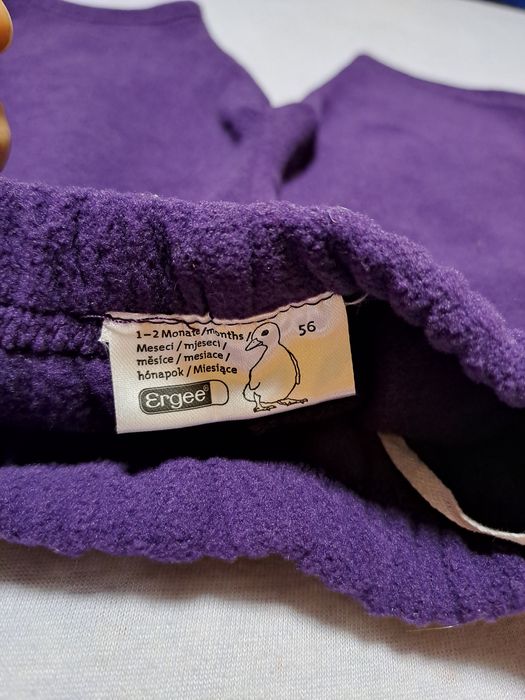 1-2 Monate/months/ 56
Meseci / mjeseci /
měsíce / mesiace /
hónapok / Miesiące
Ergee®